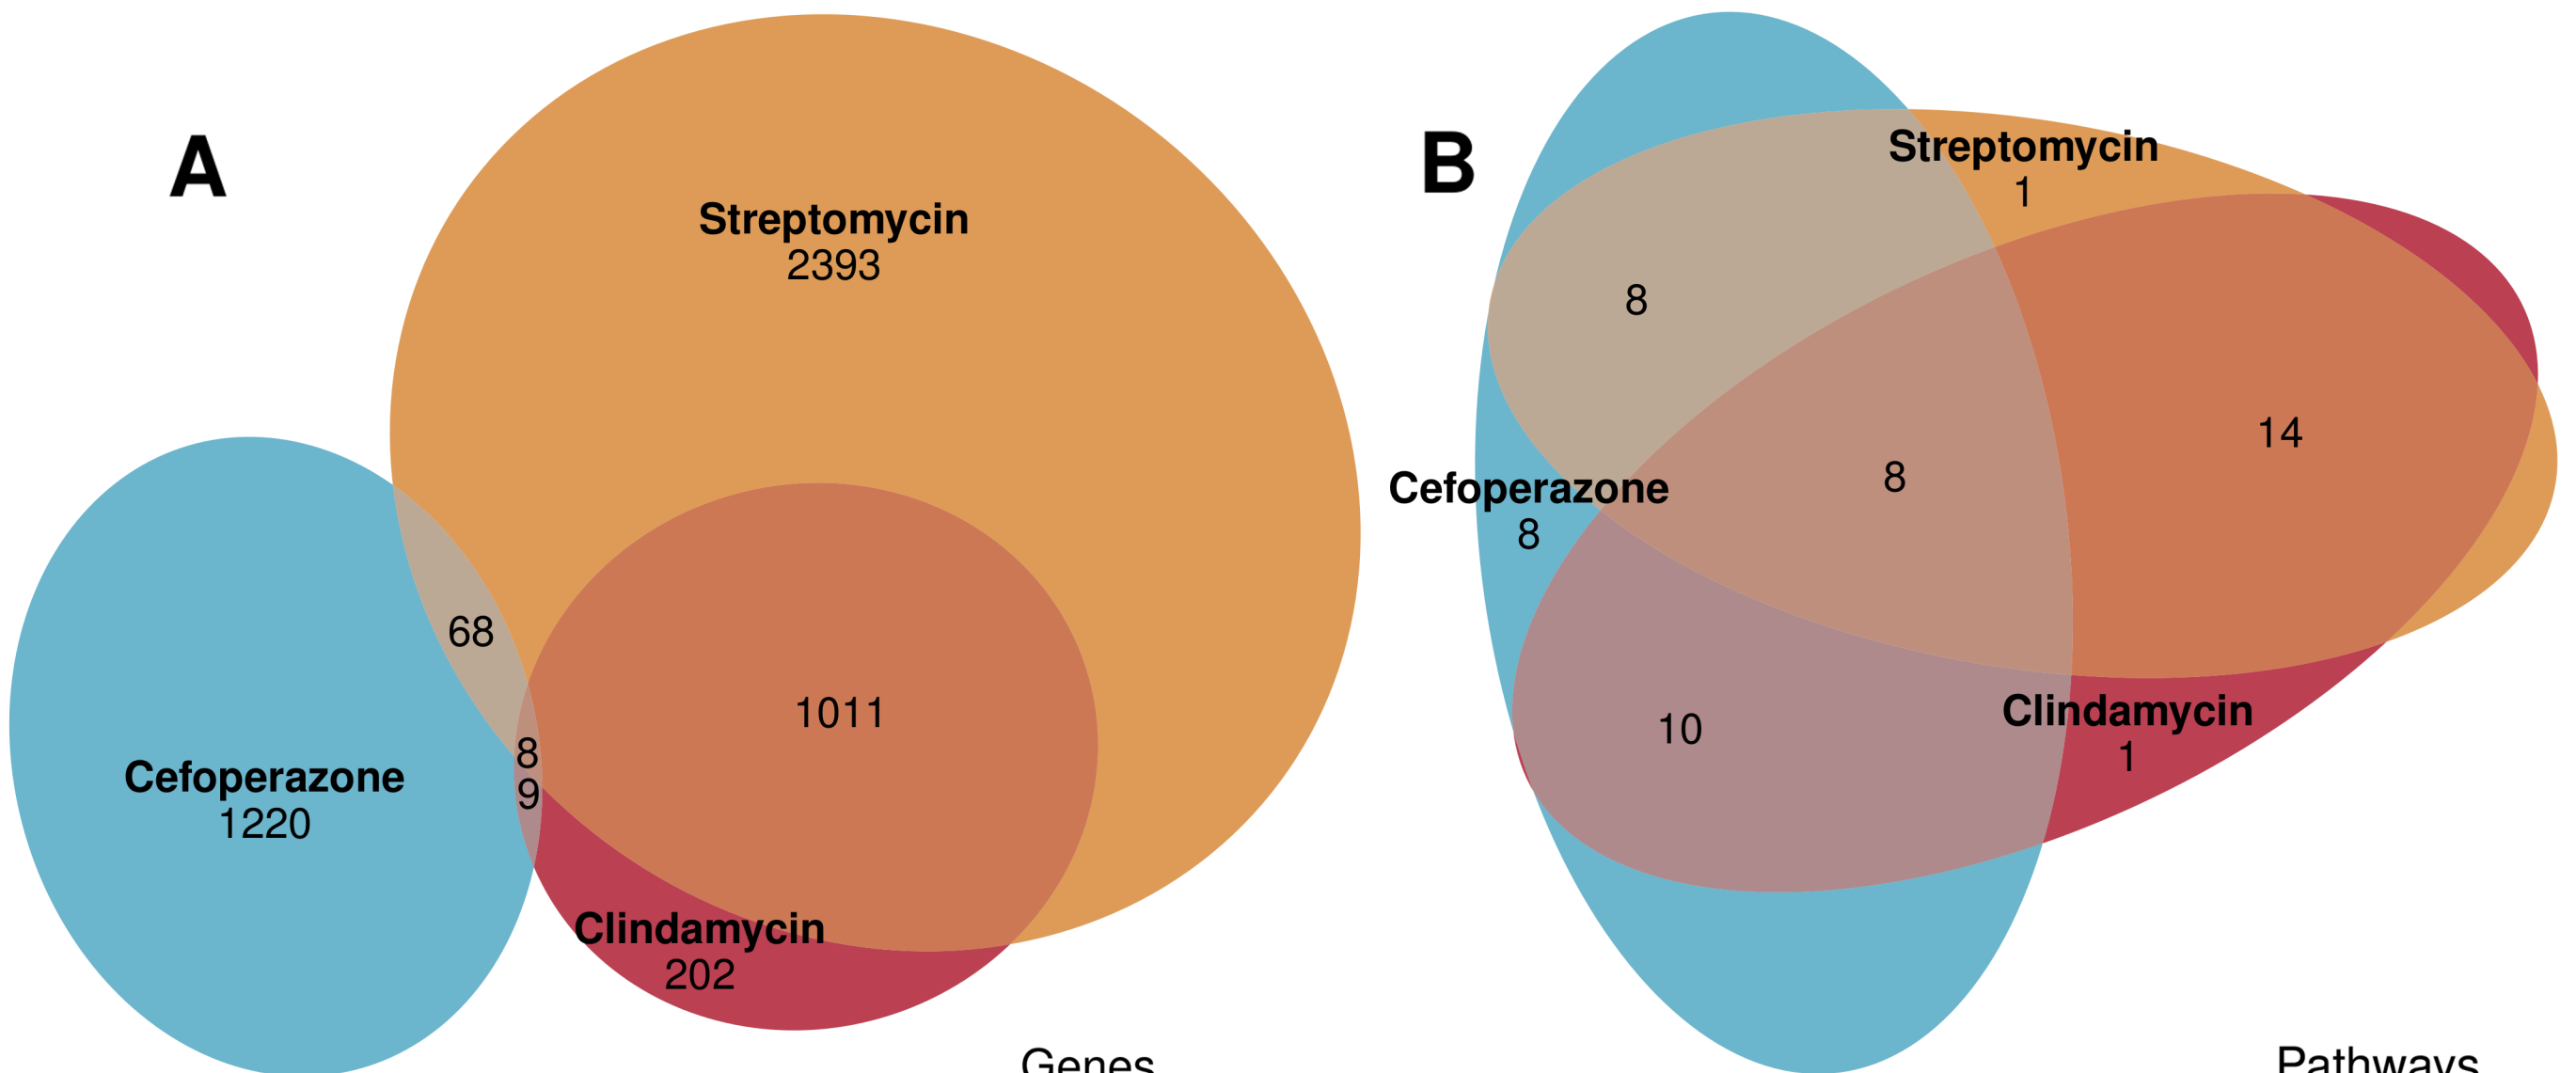 A
Streptomycin
2393
68
1011
8
9
Cefoperazone
1220
Clindamycin
202
Genes
B
Streptomycin
1
8
14
8
Cefoperazone
8
10
Clindamycin
1
Pathways